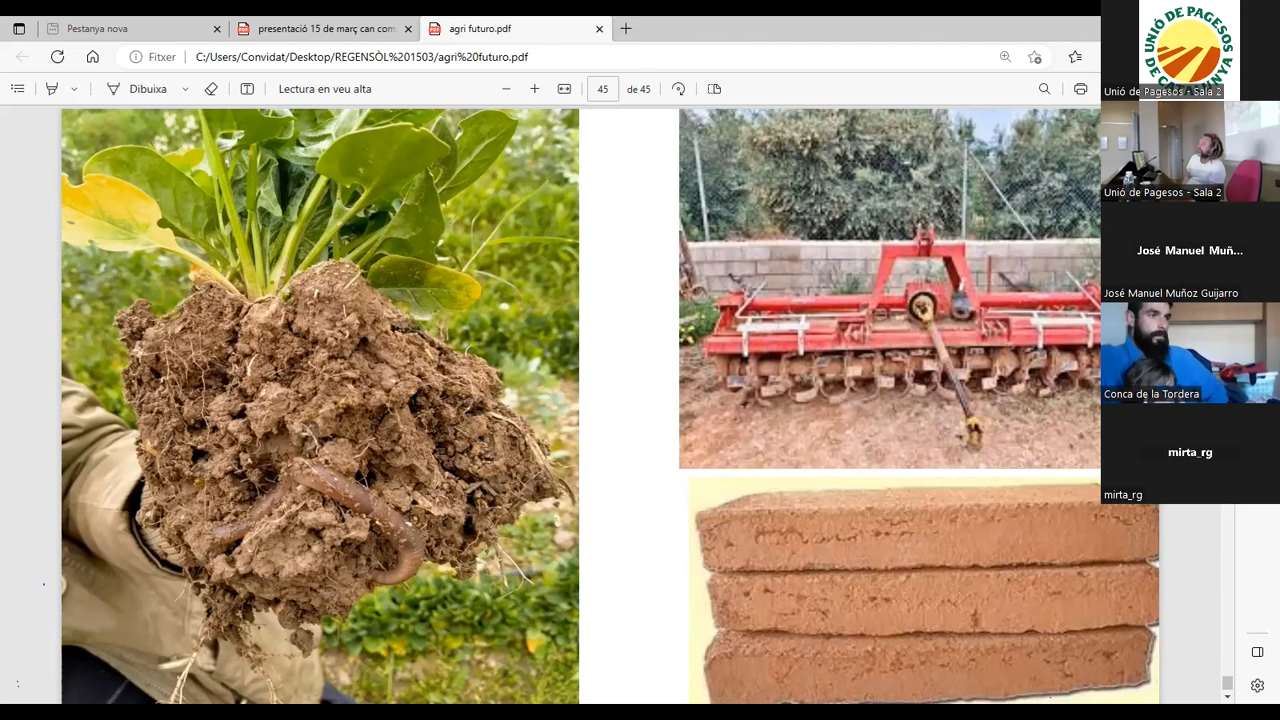 Pestanya nova
presentació 15 de març can com
agri futuro.pdf
Fitxer
C:/Users/Convidat/Desktop/REGENSÒL%201503/agri%20futuro.pdf
Dibuixa
Lectura en veu alta
45
de 45
UNIÓ DE PAGESOS
DE CATALUNYA
Unió de Pagesos - Sala 2
Unió de Pagesos - Sala 2
José Manuel Muñ...
José Manuel Muñoz Guijarro
Conca de la Tordera
mirta_rg
mirta_rg